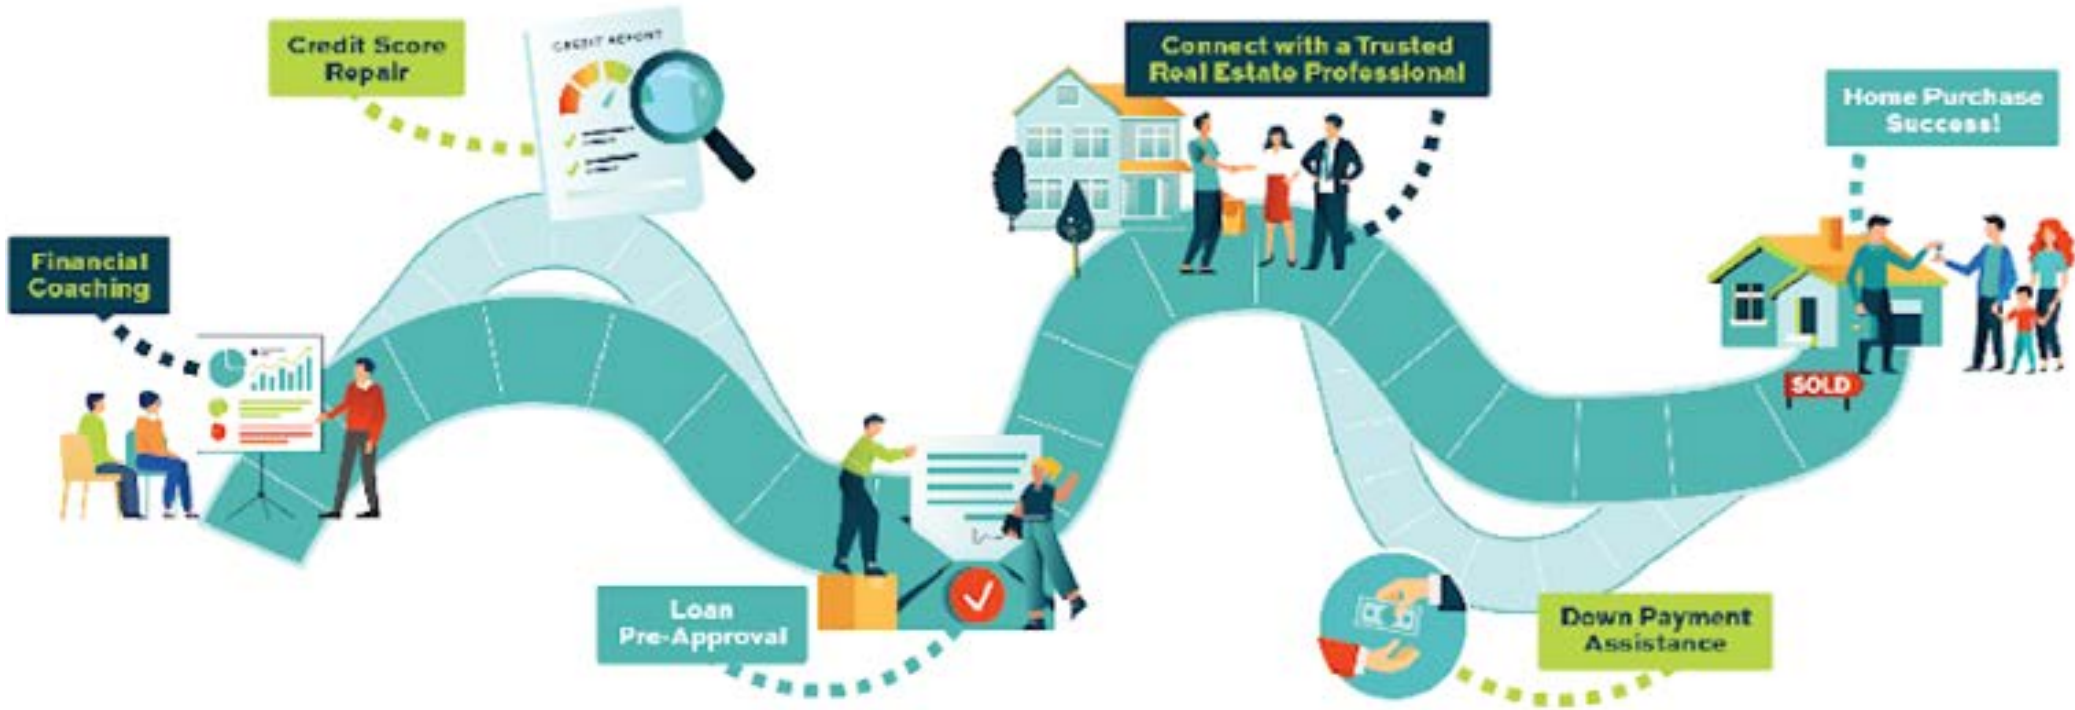 Financial
Coaching
Credit Score
Repair
CREDIT REPORT
Loan
Pre-Approval
Connect with a Trusted
Real Estate Professional
Down Payment
Assistance
Home Purchase
Success!
SOLD